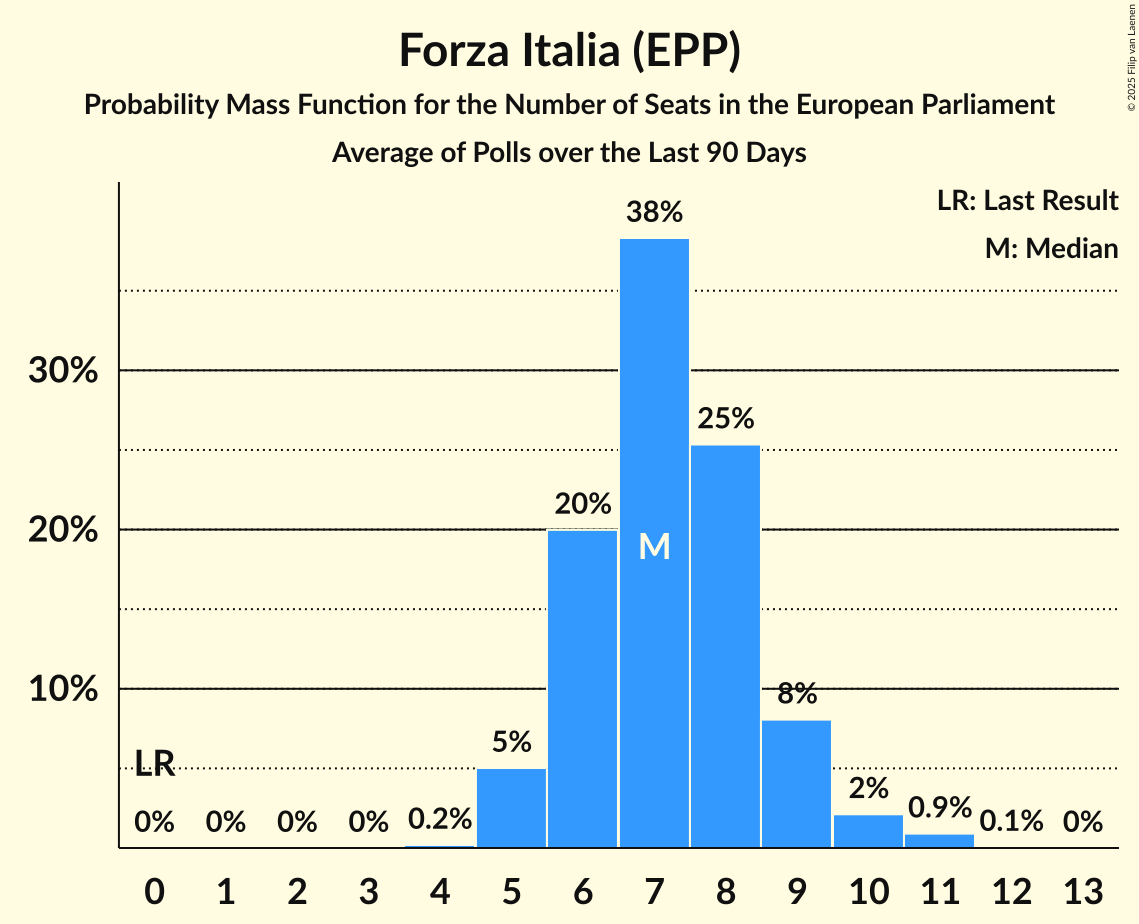 Forza Italia (EPP)
Probability Mass Function for the Number of Seats in the European Parliament
Average of Polls over the Last 90 Days
© 2025 Filip van Laenen
LR: Last Result
M: Median
38%
30%
25%
20%
20%
M
10%
8%
5%
LR
2%
0% 0% 0% 0% 0.2% 0.9% 0.1% 0%
0 1 2 3 4 5 6 7 8 9 10 11 12 13